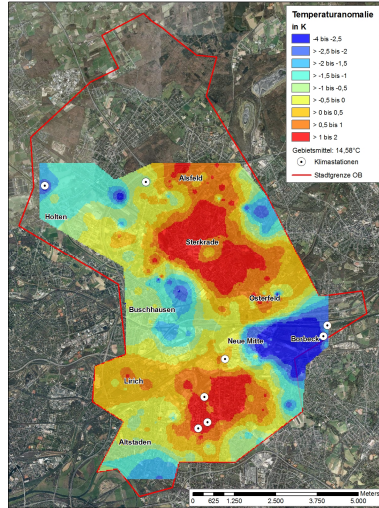 Temperaturanomalie
in K
-4 bis -2,5
> -2,5 bis -2
> -2 bis -1,5
> -1,5 bis -1
> -1 bis -0,5
> -0,5 bis 0
> 0 bis 0,5
> 0,5 bis 1
> 1 bis 2
Gebietsmittel: 14,58°C
Klimastationen
Stadtgrenze OB
Alsfeld
Holten
Sterkrade
Osterfeld
Buschhausen
Neue Mitte
Borbeck
Lirich
Altstaden
Meters
0 625 1.250 2.500 3.750 5.000